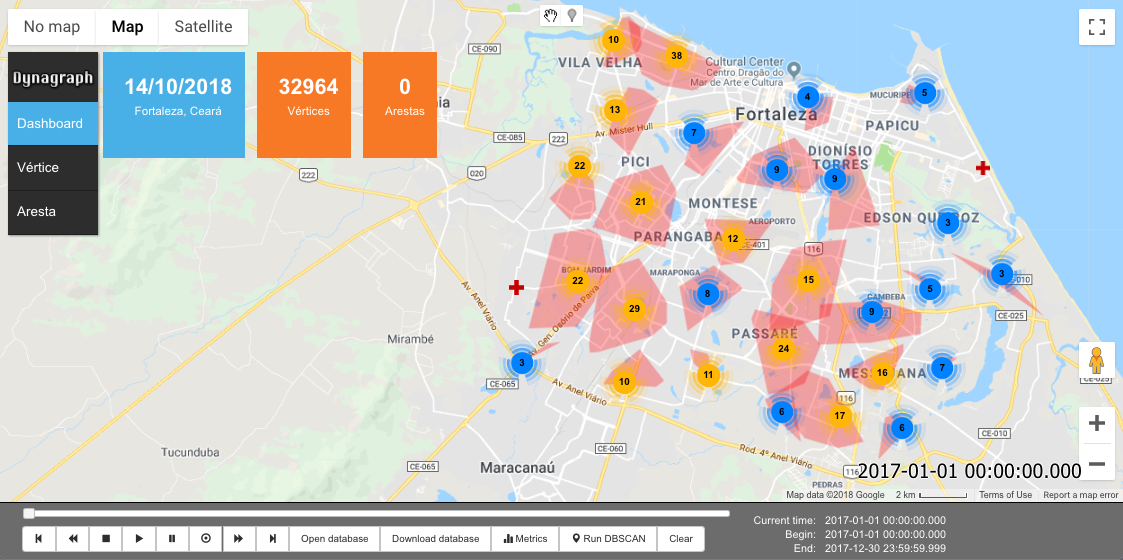 No map
Map
Satellite
Dynagraph
Dashboard
Vértice
Aresta
14/10/2018
Fortaleza, Ceará
32964
Vértices
0
Arestas
CE-090
VILA VELHA
10
38
Cultural Center
Centro Dragão do
Mar de Arte e Cultura
4
MUCURIPE
5
Fortaleza
PAPICU
13
Av. Mister Hull
7
CE-085
222
22
PICI
DIONÍSIO
TORRES
9
9
020
222
21
MONTESE
EDSON QUEIROZ
3
AEROPORTO
PARANGABA
12
CE-401
116
BOM JARDIM
22
MARAPONGA
8
15
3
CE-010
5
CAMBEBA
Av. Anel Viário
Av. Gen. Osório de Paiva
29
9
CE-025
Mirambé
PASSARÉ
24
3
CE-065
10
11
MESSEJANA
16
7
CE-025
Av. Anel Viário
116
6
17
6
CE-010
Tucunduba
CE-060
CE-065
Maracanaú
Rod. 4º Anel Viário
116
PEDRAS
2017-01-01 00:00:00.000
Map data ©2018 Google
2 km
Terms of Use
Report a map error
Open database
Download database
Metrics
Run DBSCAN
Clear
Current time: 2017-01-01 00:00:00.000
Begin: 2017-01-01 00:00:00.000
End: 2017-12-30 23:59:59.999